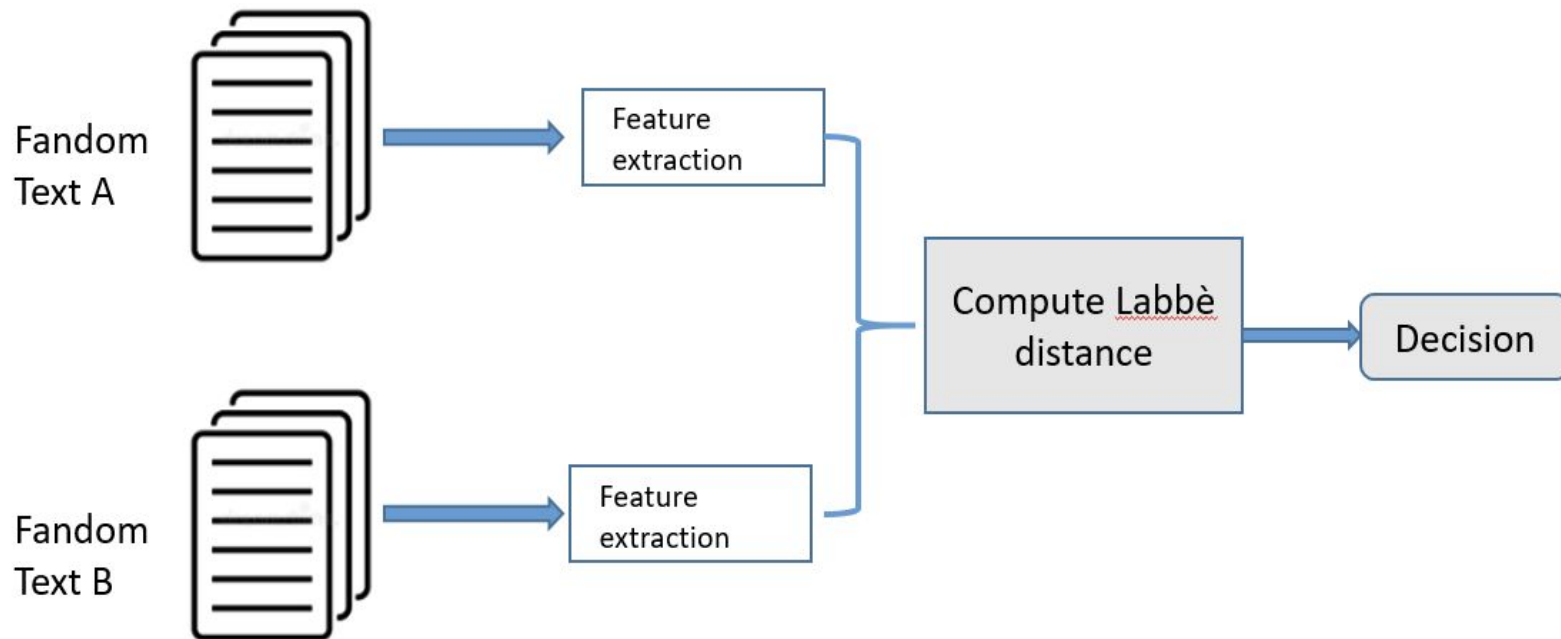 Fandom
Text A
Feature
extraction
Compute Labbè
distance
Decision
Fandom
Text B
Feature
extraction